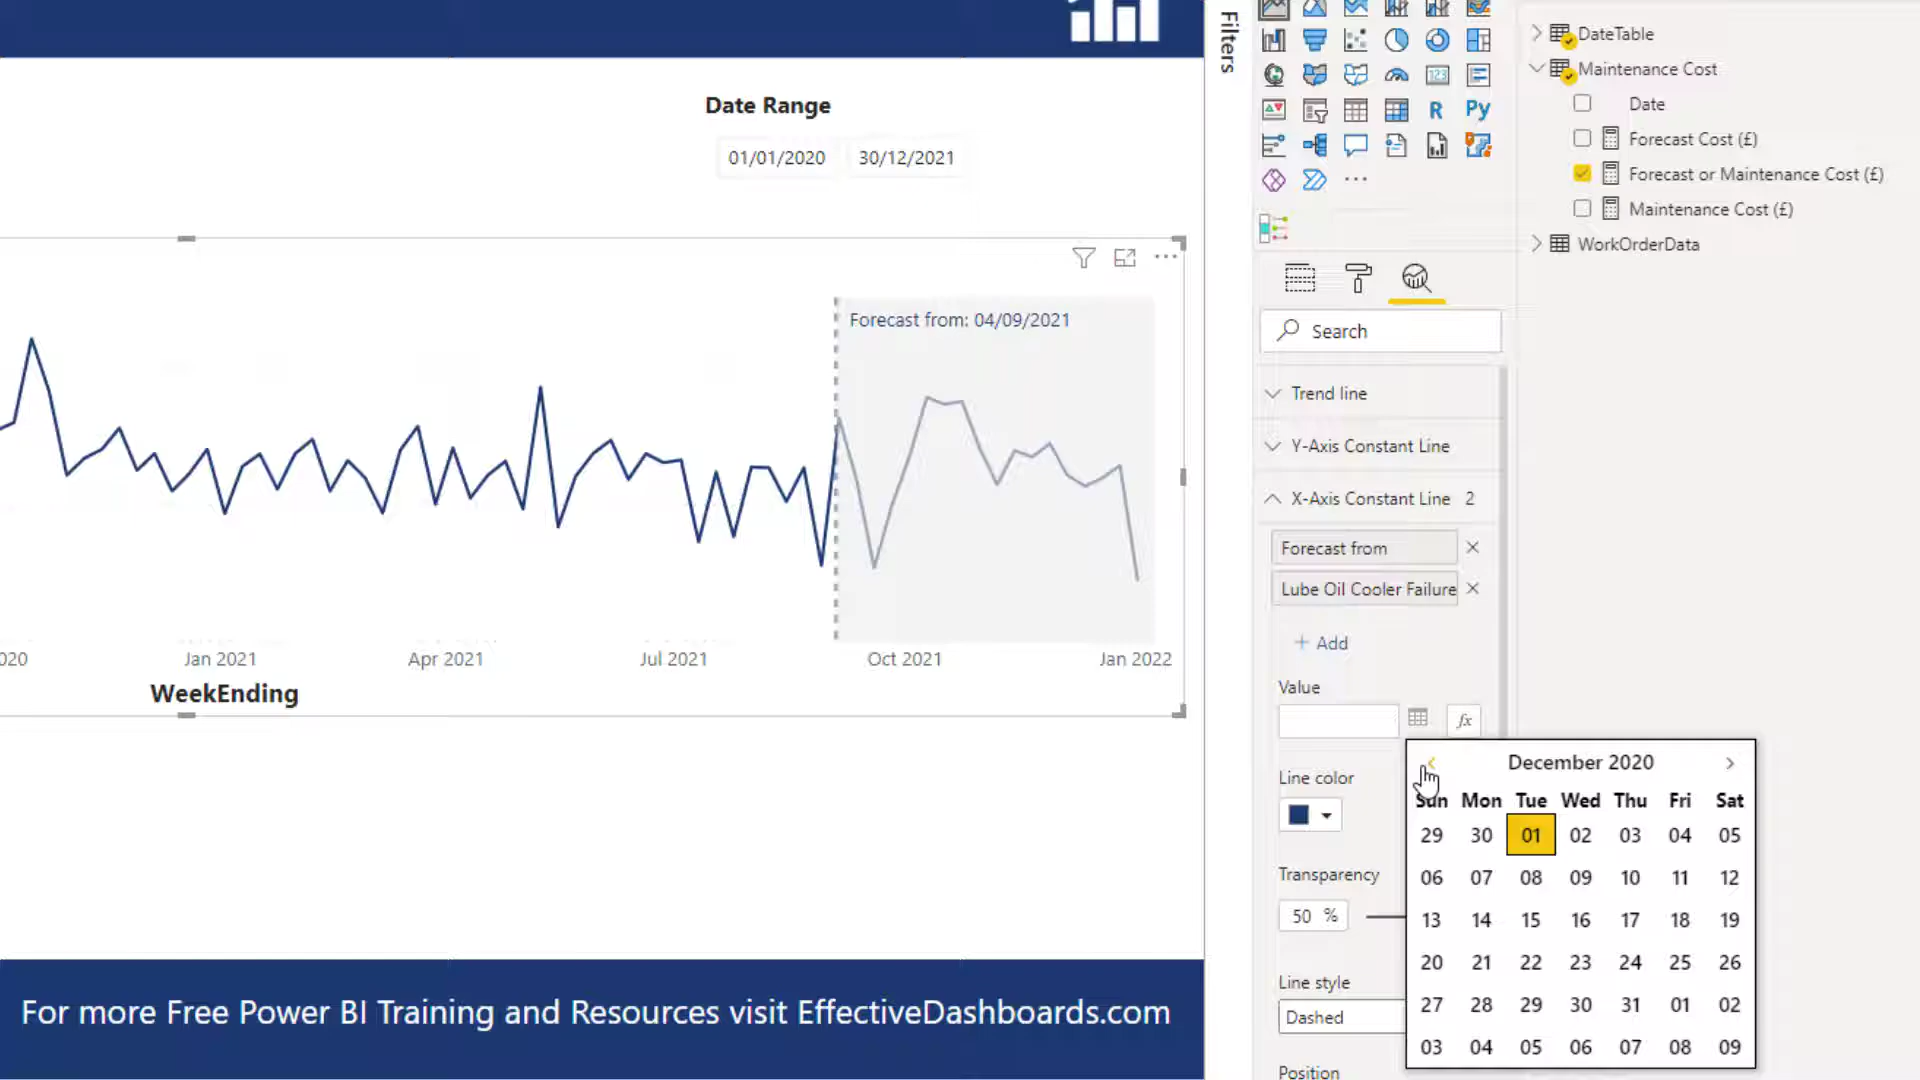 Filters
Date Range
01/01/2020 30/12/2021
Forecast from: 04/09/2021
020 Jan 2021 Apr 2021 Jul 2021 Oct 2021 Jan 2022
WeekEnding
For more Free Power BI Training and Resources visit EffectiveDashboards.com
123
R Py
Search
Trend line
Y-Axis Constant Line
X-Axis Constant Line 2
Forecast from
Lube Oil Cooler Failure
+ Add
Value
fx
Line color
Transparency
50 %
Line style
Dashed
Position
December 2020
Sun Mon Tue Wed Thu Fri Sat
29 30 01 02 03 04 05
06 07 08 09 10 11 12
13 14 15 16 17 18 19
20 21 22 23 24 25 26
27 28 29 30 31 01 02
03 04 05 06 07 08 09
DateTable
Maintenance Cost
Date
Forecast Cost (£)
Forecast or Maintenance Cost (£)
Maintenance Cost (£)
WorkOrderData